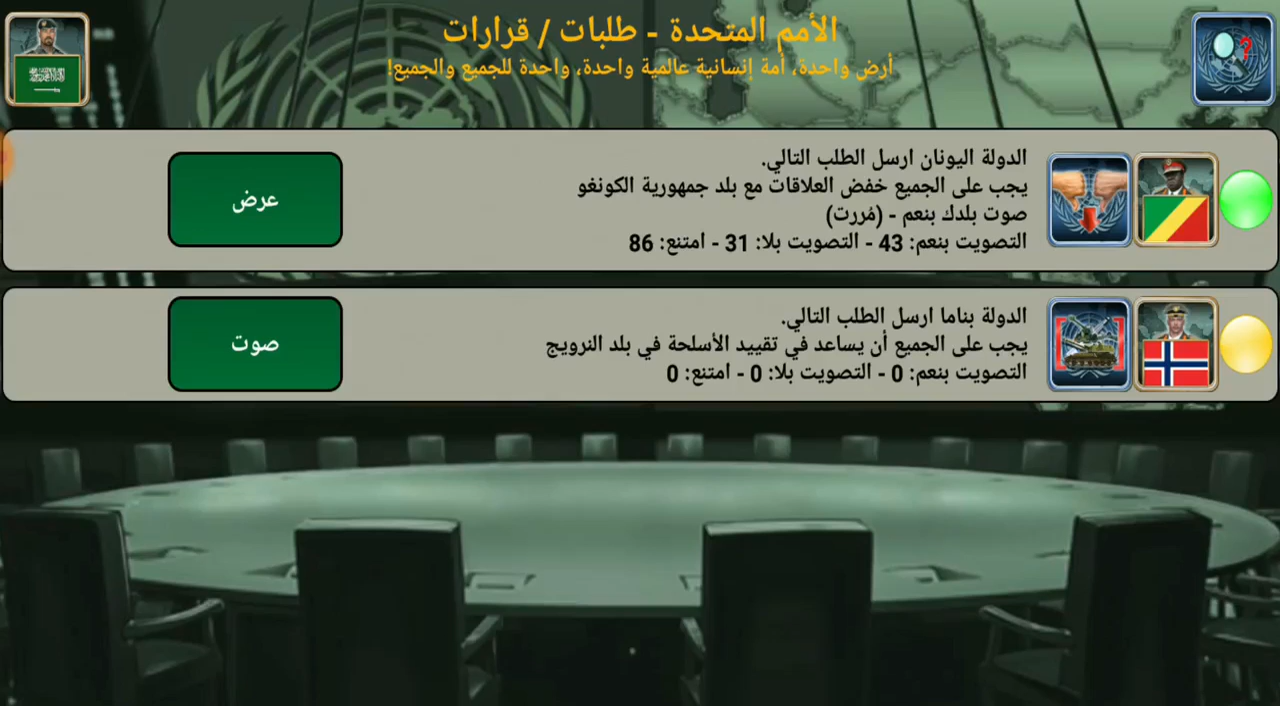 الأمم المتحدة - طلبات / قرارات
أرض واحدة، أمة إنسانية عالمية واحدة، واحدة للجميع والجميع!
الدولة اليونان ارسل الطلب التالي.
يجب على الجميع خفض العلاقات مع بلد جمهورية الكونغو
صوت بلدك بنعم - (مُررت)
التصويت بنعم: 43 - التصويت بلا: 31 - امتنع: 86
عرض
الدولة بناما ارسل الطلب التالي.
يجب على الجميع أن يساعد في تقييد الأسلحة في بلد النرويج
التصويت بنعم: 0 - التصويت بلا: 0 - امتنع: 0
صوت